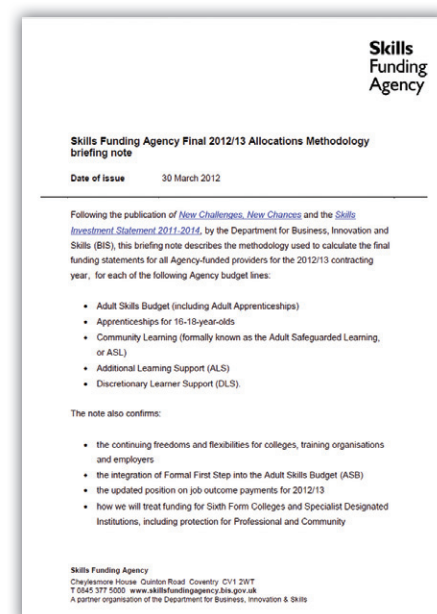 Skills
Funding
Agency
Skills Funding Agency Final 2012/13 Allocations Methodology
briefing note
Date of issue 30 March 2012
Following the publication of New Challenges, New Chances and the Skills
Investment Statement 2011-2014, by the Department for Business, Innovation and
Skills (BIS), this briefing note describes the methodology used to calculate the final
funding statements for all Agency-funded providers for the 2012/13 contracting
year, for each of the following Agency budget lines:
• Adult Skills Budget (including Adult Apprenticeships)
• Apprenticeships for 16-18-year-olds
• Community Learning (formally known as the Adult Safeguarded Learning,
or ASL)
• Additional Learning Support (ALS)
• Discretionary Learner Support (DLS).
The note also confirms:
• the continuing freedoms and flexibilities for colleges, training organisations
and employers
• the integration of Formal First Step into the Adult Skills Budget (ASB)
• the updated position on job outcome payments for 2012/13
• how we will treat funding for Sixth Form Colleges and Specialist Designated
Institutions, including protection for Professional and Community
Skills Funding Agency
Cheylesmore House Quinton Road Coventry CV1 2WT
T 0845 377 5000 www.skillsfundingagency.bis.gov.uk
A partner organisation of the Department for Business, Innovation & Skills